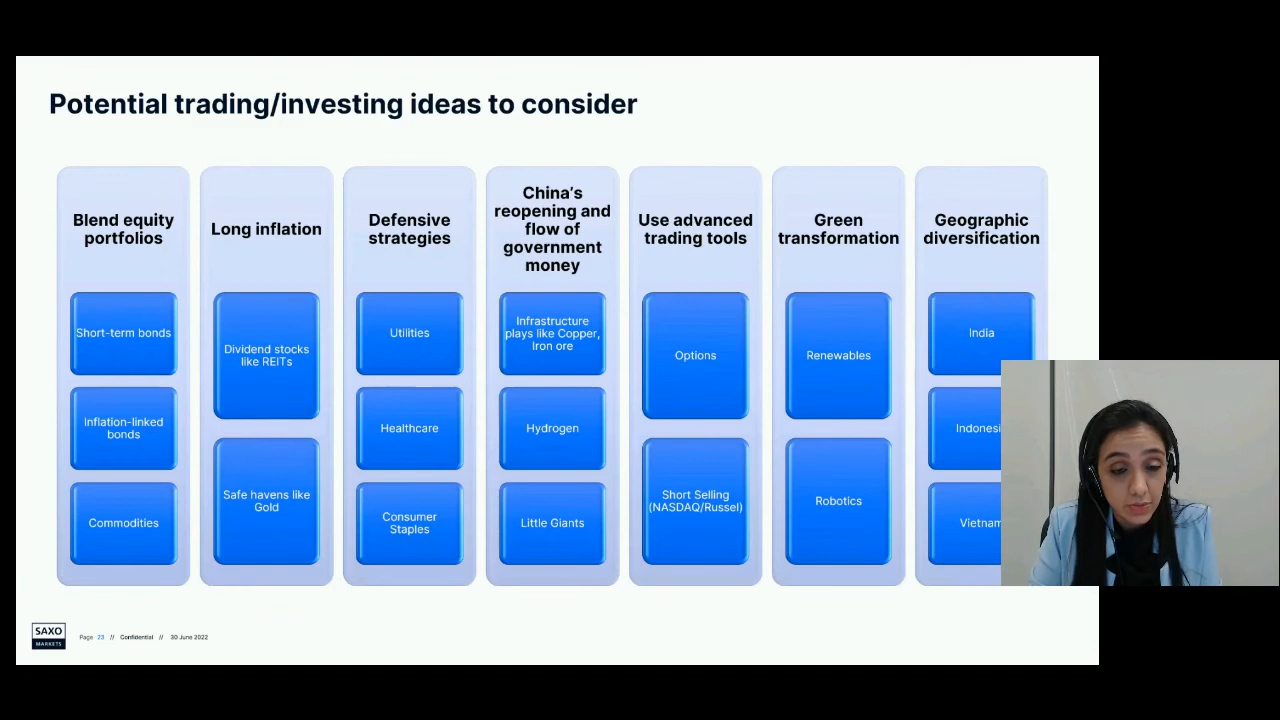 Potential trading/investing ideas to consider
Blend equity
portfolios
Short-term bonds
Inflation-linked
bonds
Commodities
Long inflation
Dividend stocks
like REITs
Safe havens like
Gold
Defensive
strategies
Utilities
Healthcare
Consumer
Staples
China's
reopening and
flow of
government
money
Infrastructure
plays like Copper,
Iron ore
Hydrogen
Little Giants
Use advanced
trading tools
Options
Short Selling
(NASDAQ/Russel)
Green
transformation
Renewables
Robotics
Geographic
diversification
India
Indonesi
Vietnam
SAXO
MARKETS
Page 23 // Confidential // 30 June 2022